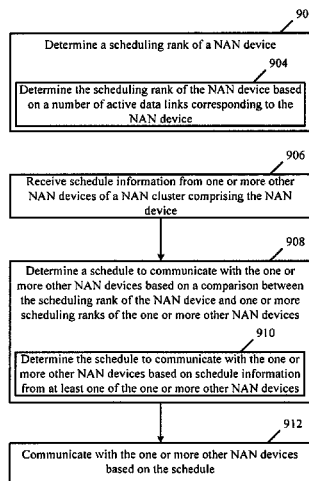 90
Determine a scheduling rank of a NAN device
904
Determine the scheduling rank of the NAN device based
on a number of active data links corresponding to the
NAN device
906
Receive schedule information from one or more other
NAN devices of a NAN cluster comprising the NAN
device
908
Determine a schedule to communicate with the one or
more other NAN devices based on a comparison between
the scheduling rank of the NAN device and one or more
scheduling ranks of the one or more other NAN devices
910
Determine the schedule to communicate with the one or
more other NAN devices based on schedule information
from at least one of the one or more other NAN devices
912
Communicate with the one or more other NAN devices
based on the schedule